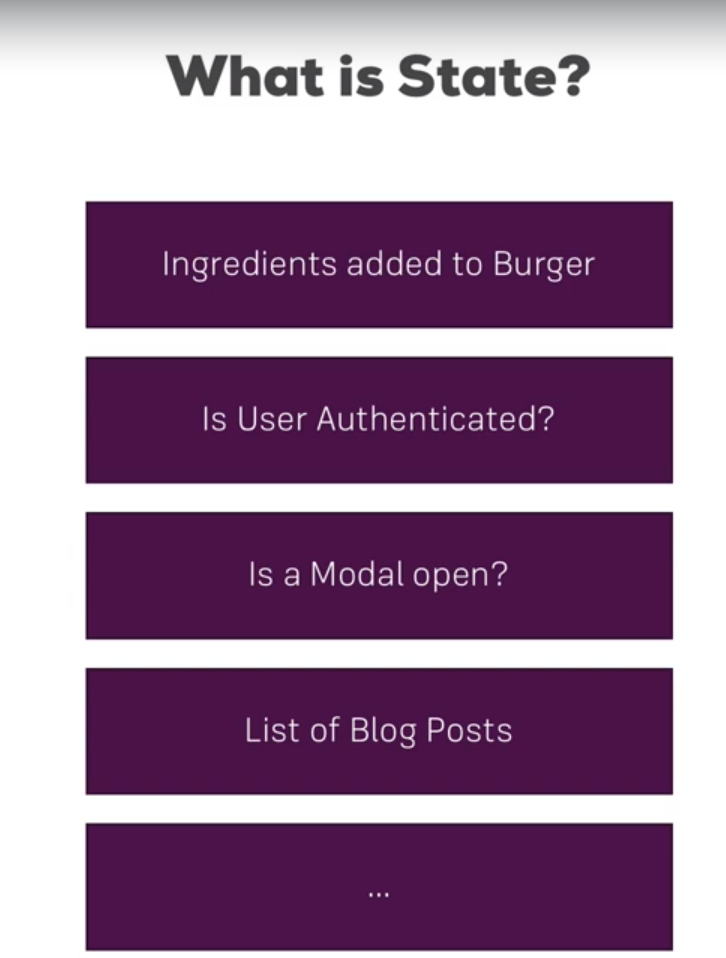 What is State?
Ingredients added to Burger
Is User Authenticated?
Is a Modal open?
List of Blog Posts
...